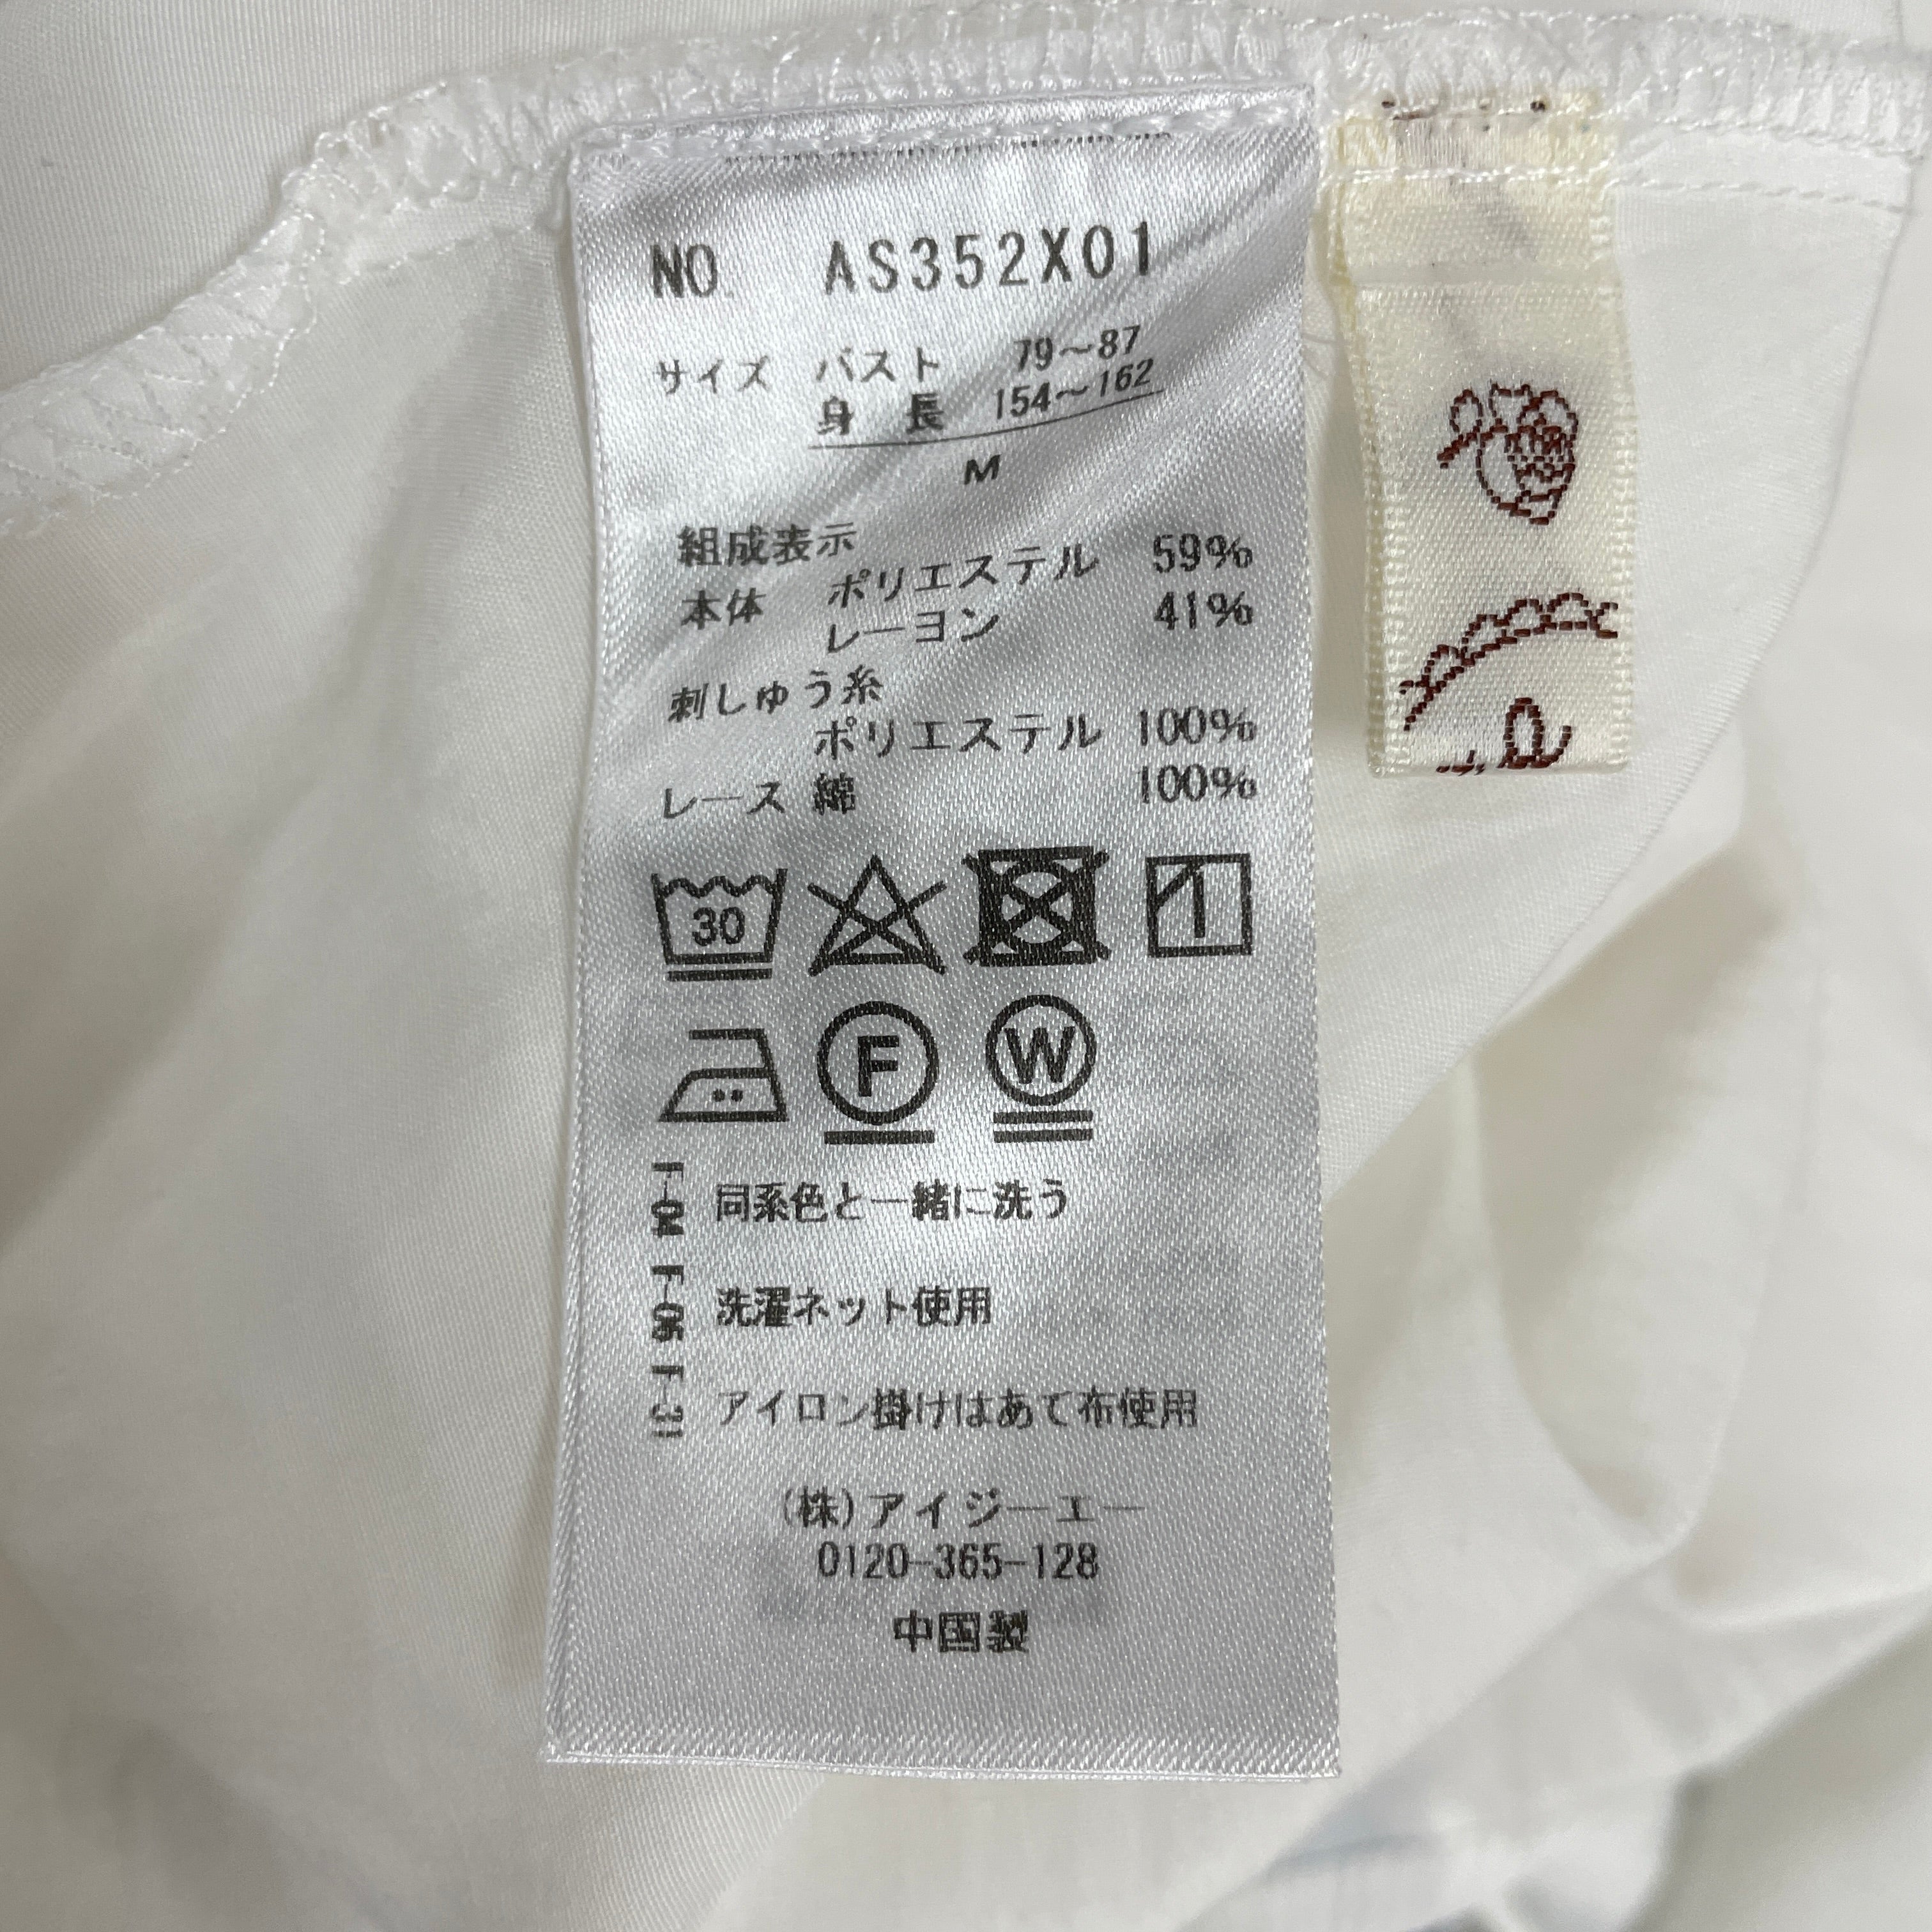 NO. AS352X01
サイズ バスト 79～87
身長 154～162
M
組成表示
本体 ポリエステル 59%
レーヨン 41%
刺しゅう糸
ポリエステル 100%
レース 綿 100%
30
F W
F-04 同系色と一緒に洗う
F-05 洗濯ネット使用
F-31 アイロン掛けはあて布使用
(株)アイジーエー
0120-365-128
中国製